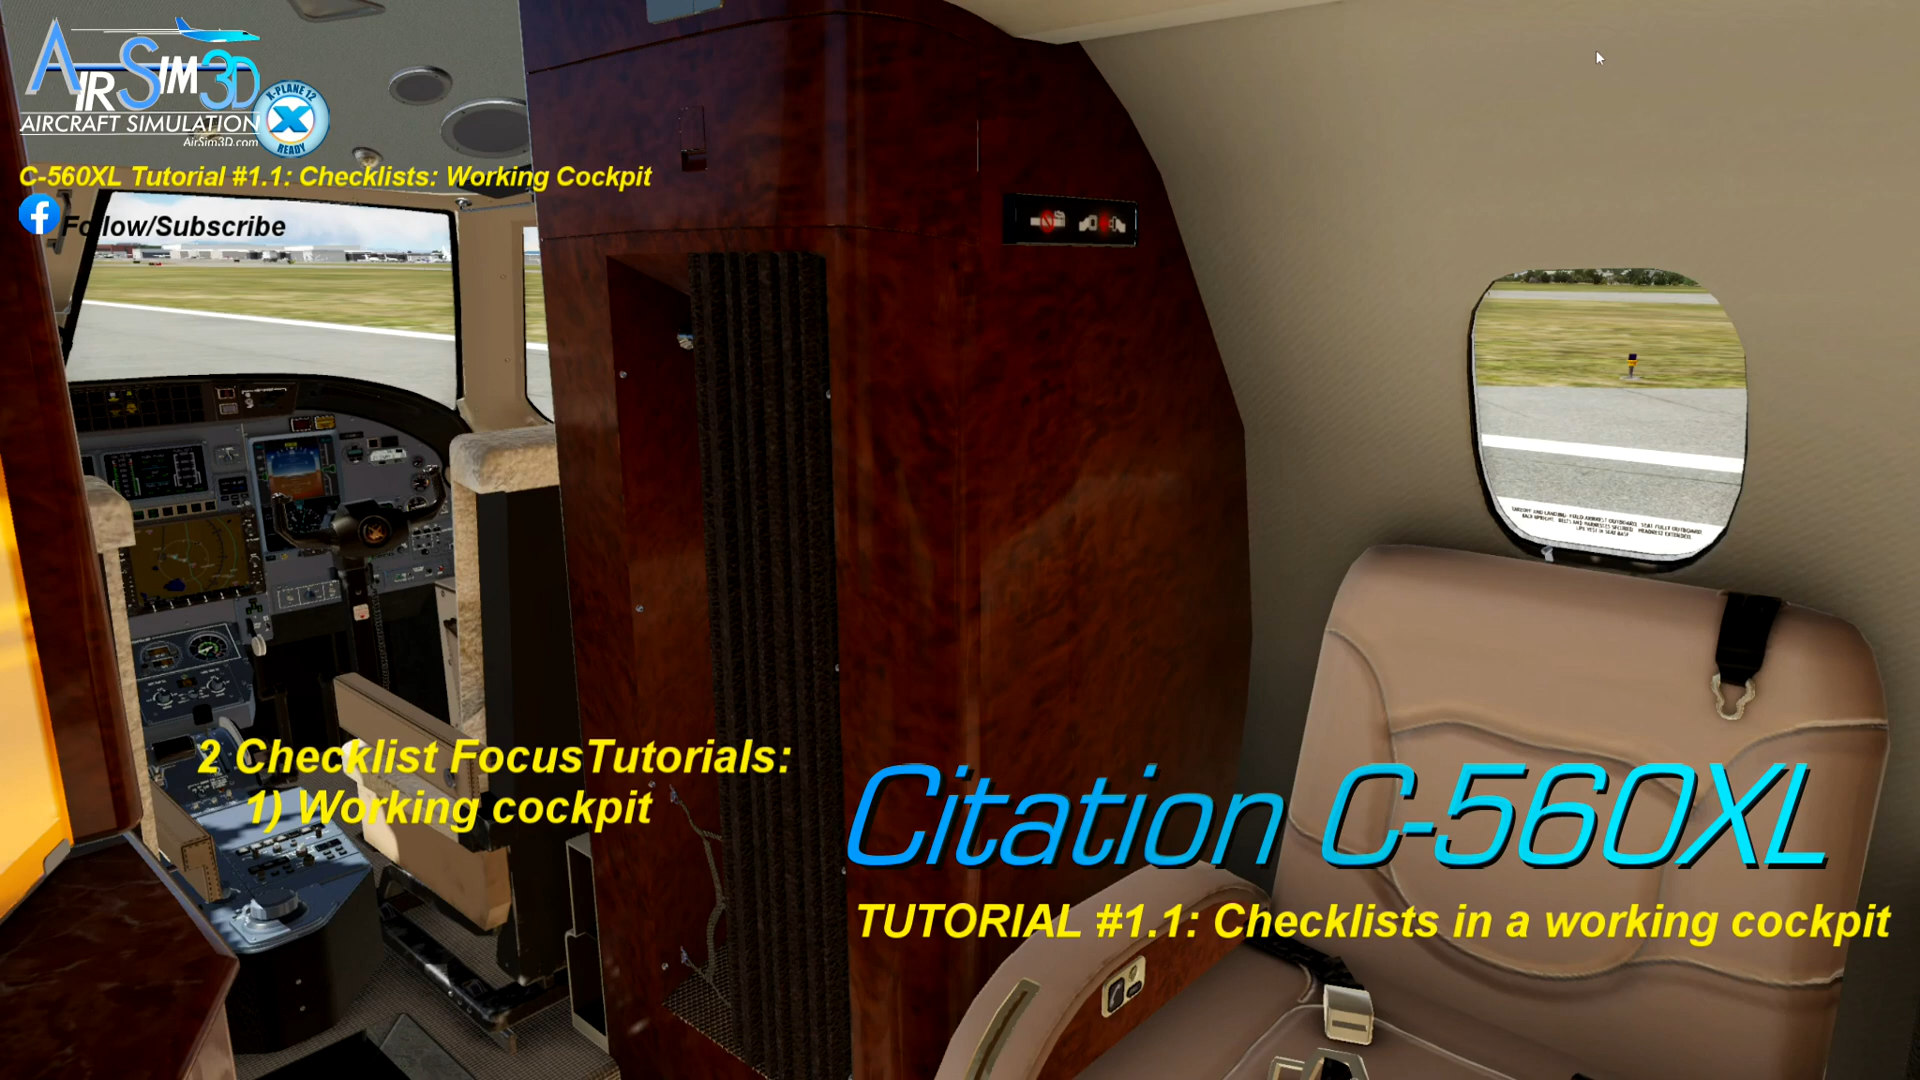 AIRSIM3D
AIRCRAFT SIMULATION
AirSim3D.com
X-PLANE 12
X
READY
C-560XL Tutorial #1.1: Checklists: Working Cockpit
Follow/Subscribe
2 Checklist FocusTutorials:
1) Working cockpit
Citation C-560XL
TUTORIAL #1.1: Checklists in a working cockpit